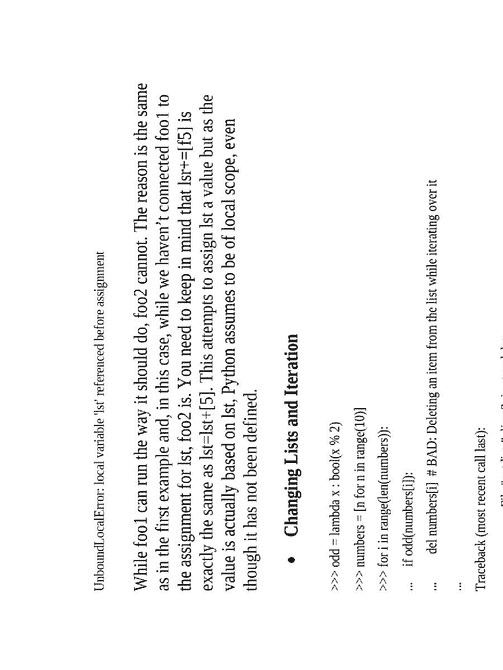 UnboundLocalError: local variable 'lst' referenced before assignment
While foo1 can run the way it should do, foo2 cannot. The reason is the same
as in the first example and, in this case, while we haven't connected foo1 to
the assignment for lst, foo2 is. You need to keep in mind that lsr+=[f5] is
exactly the same as lst=lst+[5]. This attempts to assign lst a value but as the
value is actually based on lst, Python assumes to be of local scope, even
though it has not been defined.
• Changing Lists and Iteration
>>> odd = lambda x : bool(x % 2)
>>> numbers = [n for n in range(10)]
>>> for i in range(len(numbers)):
... if odd(numbers[i]):
... del numbers[i] # BAD: Deleting an item from the list while iterating over it
...
Traceback (most recent call last):